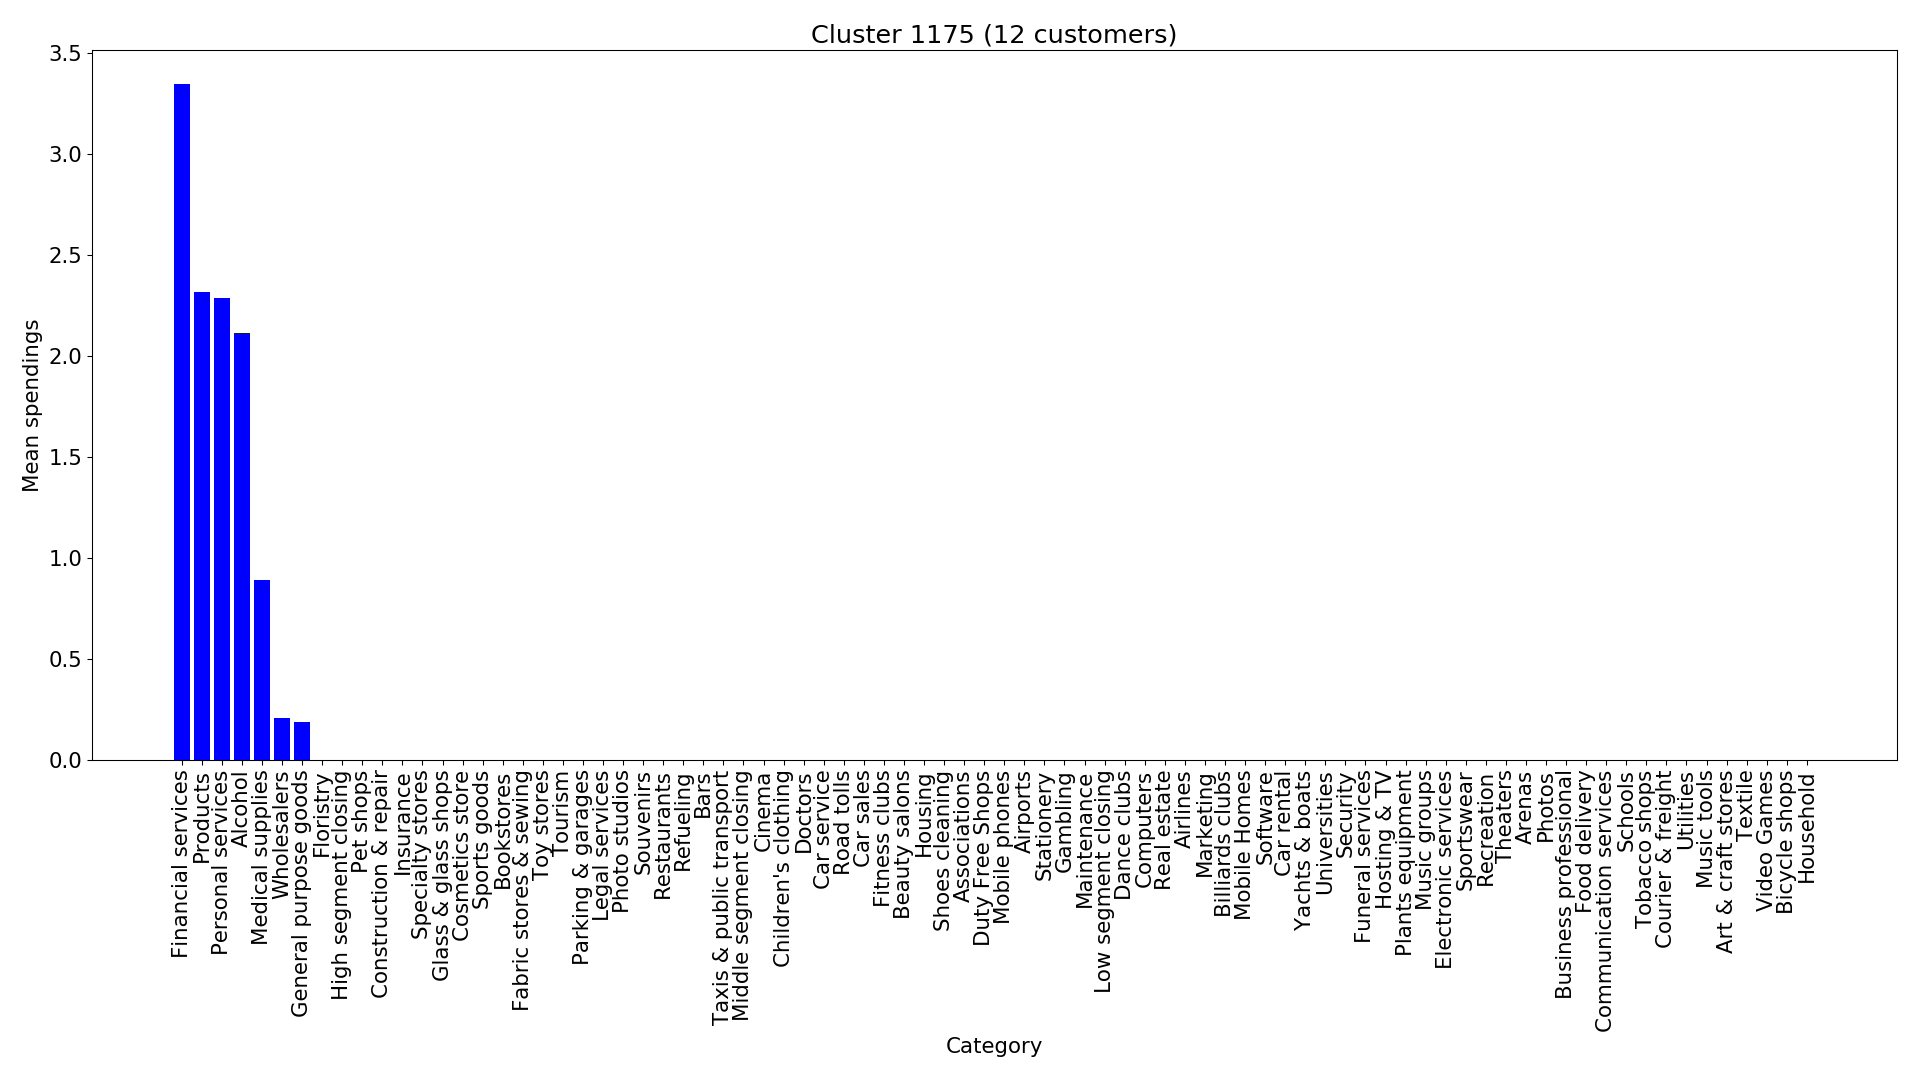 Cluster 1175 (12 customers)
3.5
3.0
2.5
2.0
1.5
1.0
0.5
0.0
Mean spendings
Financial services
Products
Personal services
Alcohol
Medical supplies
Wholesalers
General purpose goods
Floristry
High segment closing
Pet shops
Construction & repair
Insurance
Specialty stores
Glass & glass shops
Cosmetics store
Sports goods
Bookstores
Fabric stores & sewing
Toy stores
Tourism
Parking & garages
Legal services
Photo studios
Souvenirs
Restaurants
Refueling
Bars
Taxis & public transport
Middle segment closing
Cinema
Children's clothing
Doctors
Car service
Road tolls
Car sales
Fitness clubs
Beauty salons
Housing
Shoes cleaning
Associations
Duty Free Shops
Mobile phones
Airports
Stationery
Gambling
Maintenance
Low segment closing
Dance clubs
Computers
Real estate
Airlines
Marketing
Billiards clubs
Mobile Homes
Software
Car rental
Yachts & boats
Universities
Security
Funeral services
Hosting & TV
Plants equipment
Music groups
Electronic services
Sportswear
Recreation
Theaters
Arenas
Photos
Business professional
Food delivery
Communication services
Schools
Tobacco shops
Courier & freight
Utilities
Music tools
Art & craft stores
Textile
Video Games
Bicycle shops
Household
Category